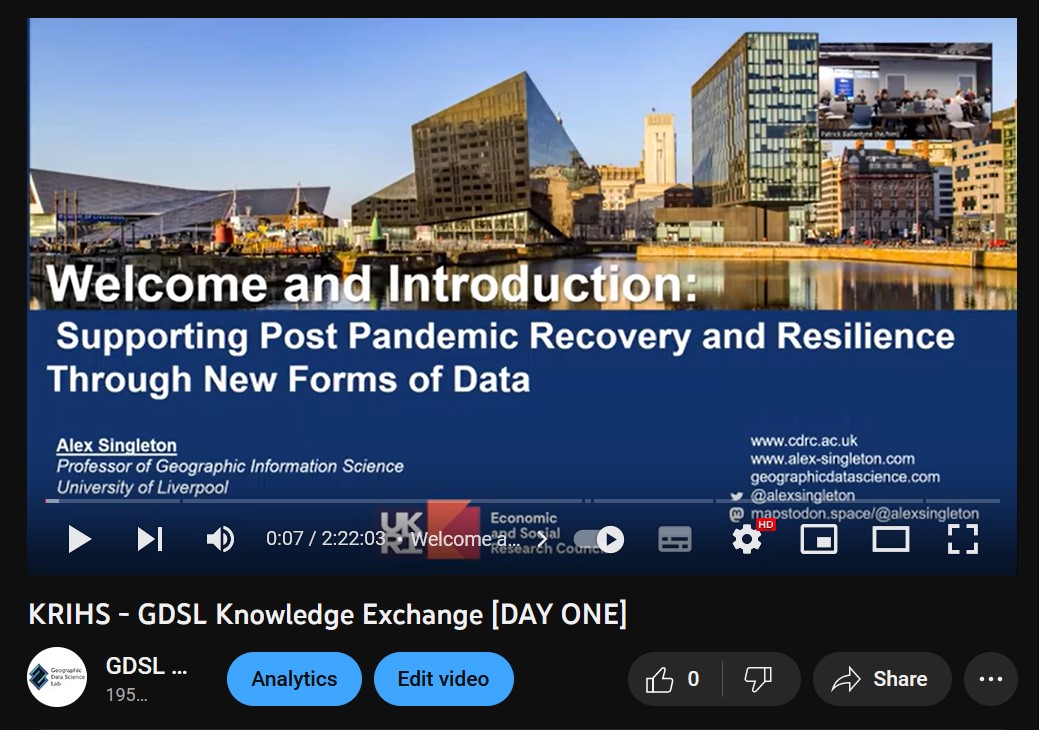 Patrick Ballantyne (he/him)
Welcome and Introduction:
Supporting Post Pandemic Recovery and Resilience
Through New Forms of Data
Alex Singleton
Professor of Geographic Information Science
University of Liverpool
www.cdrc.ac.uk
www.alex-singleton.com
geographicdatascience.com
@alexsingleton
mapstodon.space/@alexsingleton
UK
RI
Economic
and Social
Research Council
0:07 / 2:22:03 • Welcome a...
HD
KRIHS - GDSL Knowledge Exchange [DAY ONE]
Geographic
Data Science
Lab
GDSL ...
195...
Analytics
Edit video
0
Share